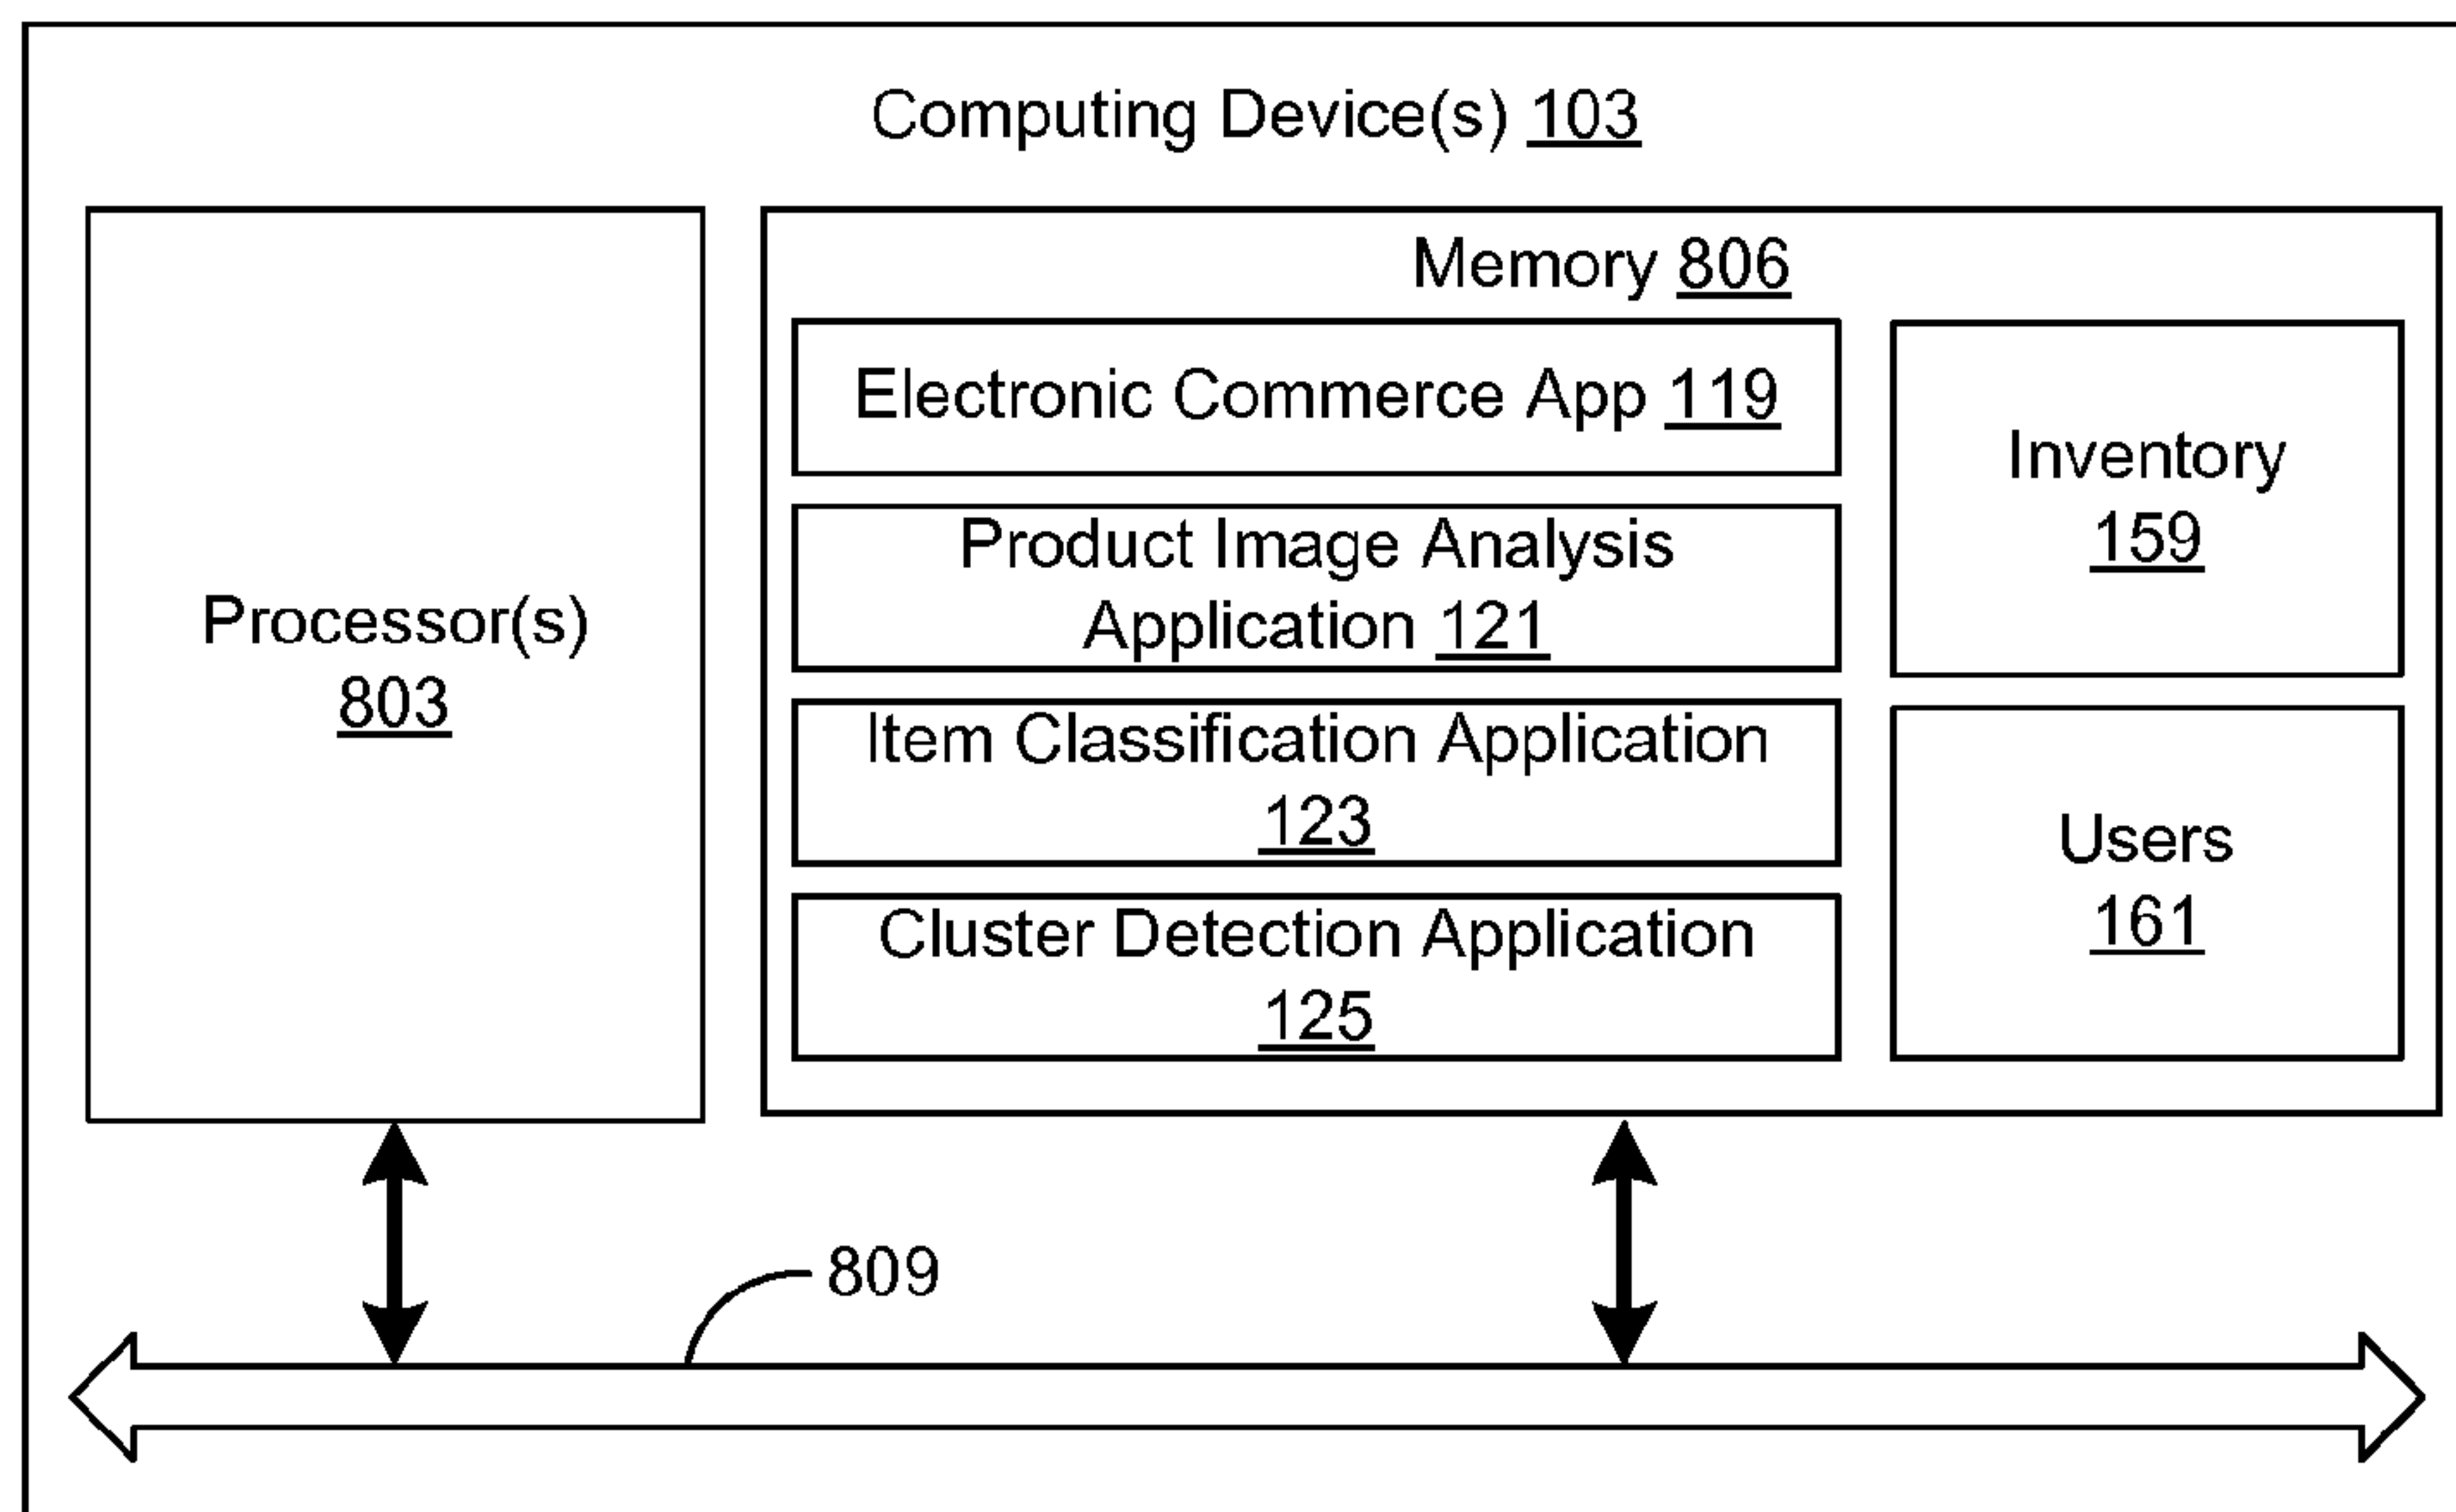 Computing Device(s) 103
Processor(s)
803
Memory 806
Electronic Commerce App 119
Product Image Analysis
Application 121
Item Classification Application
123
Cluster Detection Application
125
Inventory
159
Users
161
809